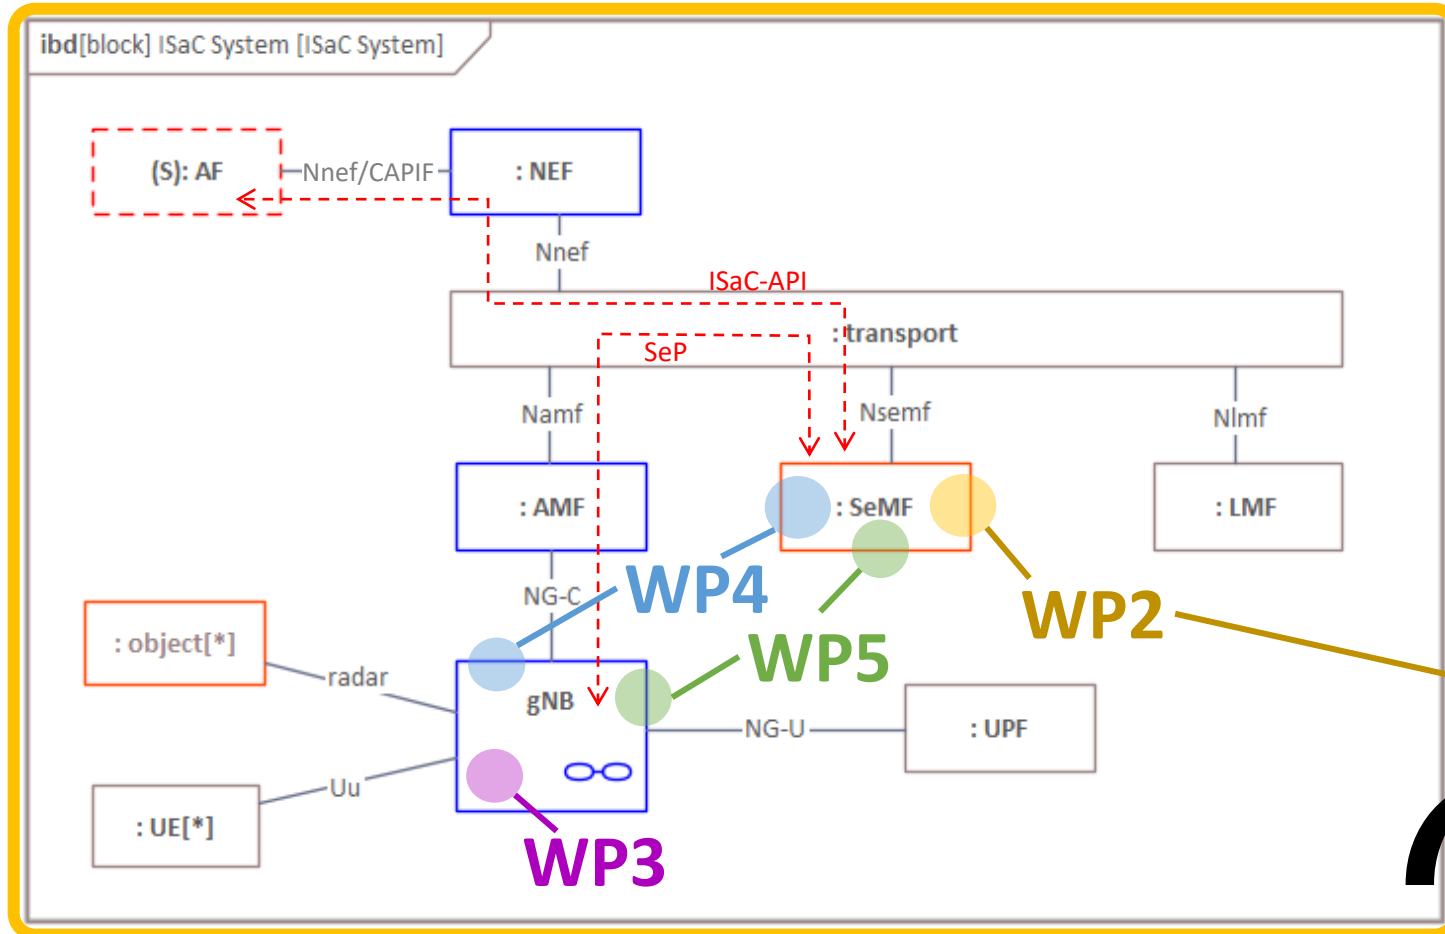 ibd[block] ISaC System [ISaC System]
(S): AF
Nnef/CAPIF
: NEF
Nnef
ISaC-API
: transport
SeP
Namf
Nsemf
Nlmf
: AMF
: SeMF
: LMF
NG-C
WP4
WP2
: object[*]
WP5
radar
gNB
NG-U
: UPF
Uu
: UE[*]
WP3